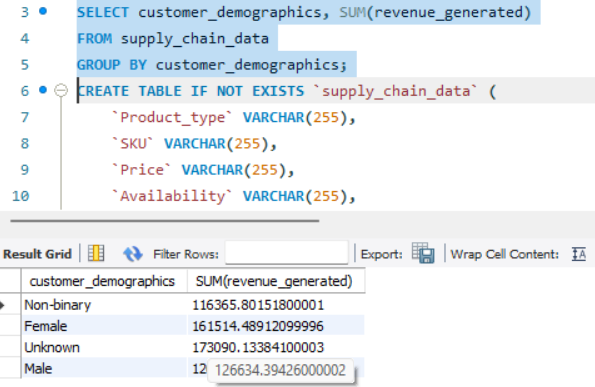 3 SELECT customer_demographics, SUM(revenue_generated)
4 FROM supply_chain_data
5 GROUP BY customer_demographics;
6 CREATE TABLE IF NOT EXISTS `supply_chain_data` (
7 `Product_type` VARCHAR(255),
8 `SKU` VARCHAR(255),
9 `Price` VARCHAR(255),
10 `Availability` VARCHAR(255),
Result Grid Filter Rows: Export: Wrap Cell Content:
customer_demographics SUM(revenue_generated)
Non-binary 116365.80151800001
Female 161514.48912099996
Unknown 173090.13384100003
Male 12 126634.39426000002